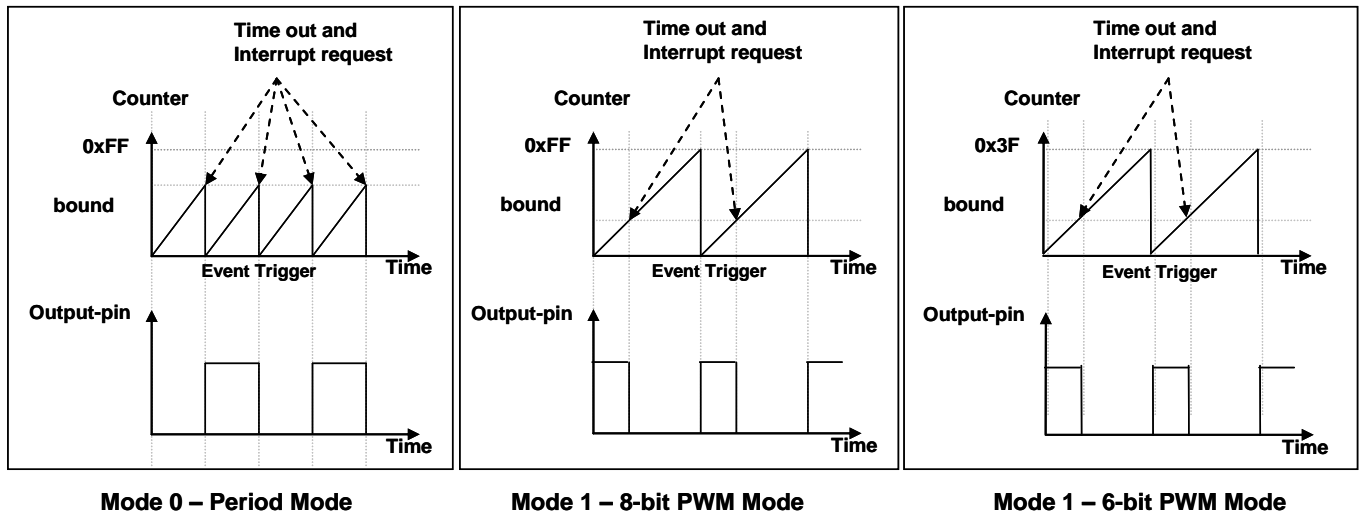 Time out and
Interrupt request
Counter
0xFF
bound
Event Trigger
Time
Output-pin
Time
Mode 0 – Period Mode
Time out and
Interrupt request
Counter
0xFF
bound
Event Trigger
Time
Output-pin
Time
Mode 1 – 8-bit PWM Mode
Time out and
Interrupt request
Counter
0x3F
bound
Event Trigger
Time
Output-pin
Time
Mode 1 – 6-bit PWM Mode